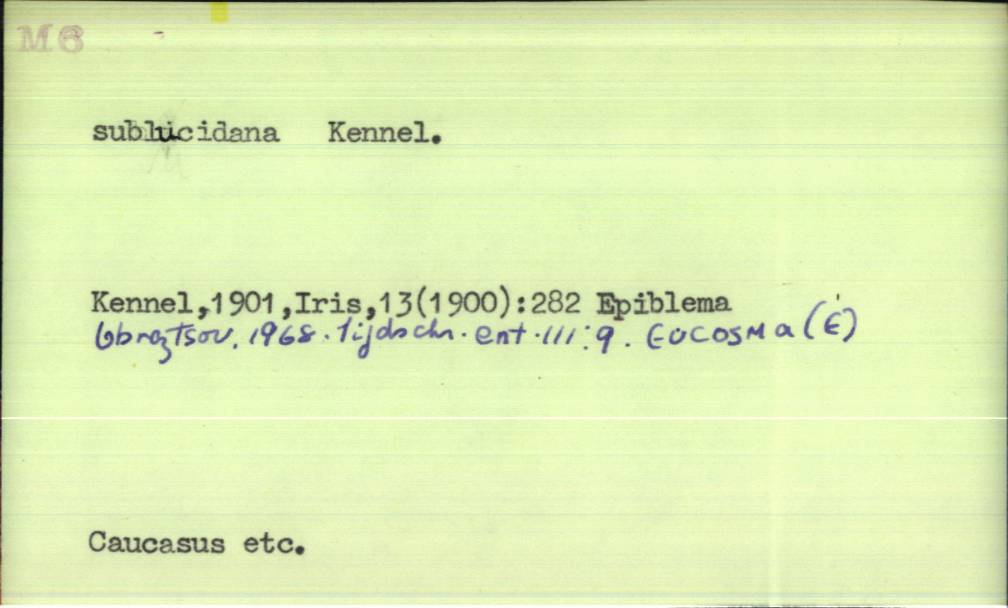 M6
sublucidana Kennel.
Kennel,1901,Iris,13(1900):282 Epiblema
Obraztsov. 1968. Tijdschr. ent. 111:9. EUCOSMa (E)
Caucasus etc.